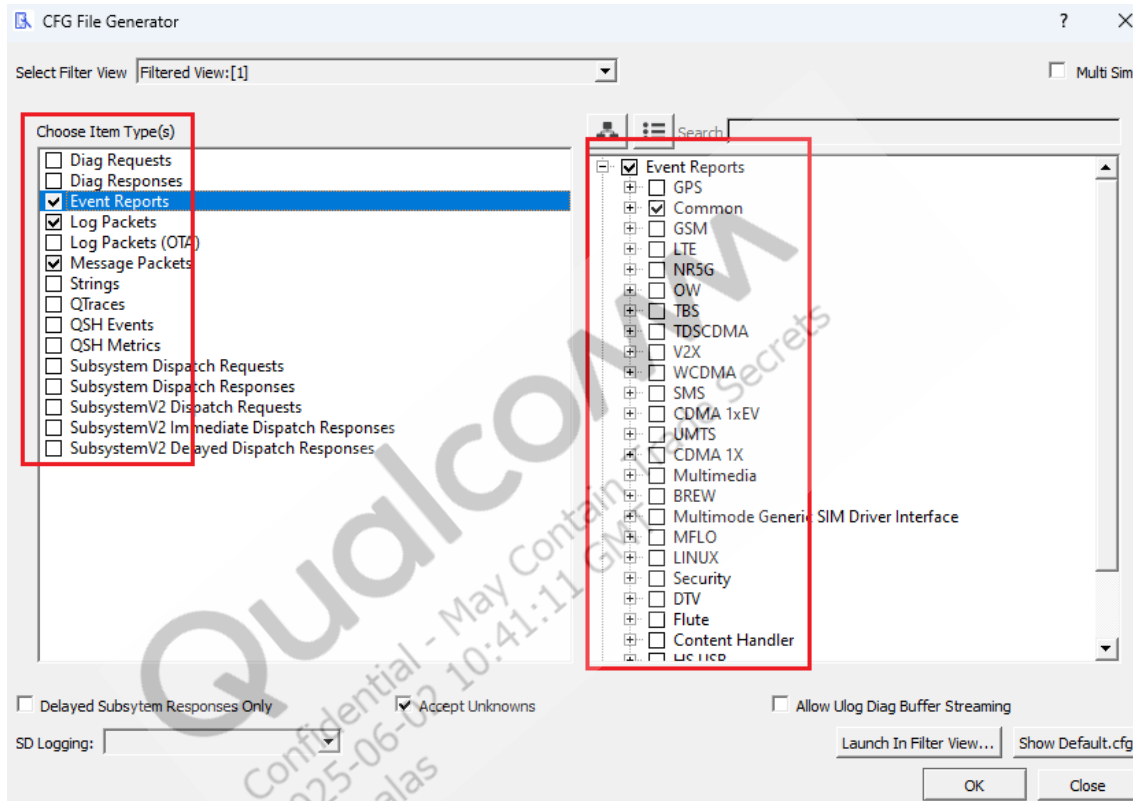 CFG File Generator
?
Select Filter View Filtered View:[1]
Multi Sim
Choose Item Type(s)
Diag Requests
Diag Responses
Event Reports
Log Packets
Log Packets (OTA)
Message Packets
Strings
QTraces
QSH Events
QSH Metrics
Subsystem Dispatch Requests
Subsystem Dispatch Responses
SubsystemV2 Dispatch Requests
SubsystemV2 Immediate Dispatch Responses
SubsystemV2 Delayed Dispatch Responses
Search
Event Reports
GPS
Common
GSM
LTE
NR5G
OW
TBS
TDSCDMA
V2X
WCDMA
SMS
CDMA 1xEV
UMTS
CDMA 1X
Multimedia
BREW
Multimode Generic SIM Driver Interface
MFLO
LINUX
Security
DTV
Flute
Content Handler
HS USB
Delayed Subsytem Responses Only
Accept Unknowns
Allow Ulog Diag Buffer Streaming
SD Logging:
Launch In Filter View...
Show Default.cfg
OK
Close
Qualcomm
Confidential - May Contain Trade Secrets
2025-06-02 10:41:11 GMT